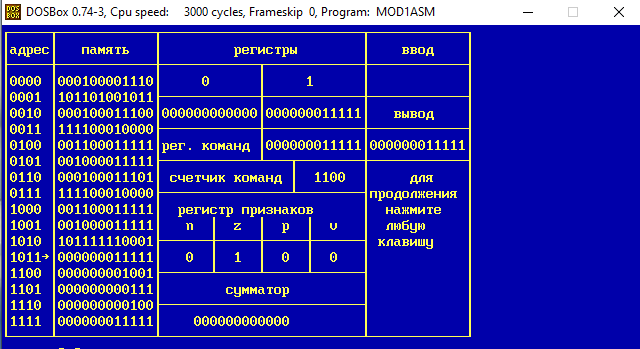 DOSBox 0.74-3, Cpu speed: 3000 cycles, Frameskip 0, Program: MOD1ASM
адрес память регистры ввод
0000 000100001110 0 1
0001 101101001011
0010 000100011100 000000000000 000000011111 вывод
0011 111100010000
0100 001100011111 рег. команд 000000011111 000000011111
0101 001000011111
0110 000100011101 счетчик команд 1100 для
0111 111100010000 продолжения
1000 001100011111 регистр признаков нажмите
1001 001000011111 n z p v любую
1010 101111110001 клавишу
1011→ 000000011111 0 1 0 0
1100 000000001001
1101 000000000111 сумматор
1110 000000000100
1111 000000011111 000000000000